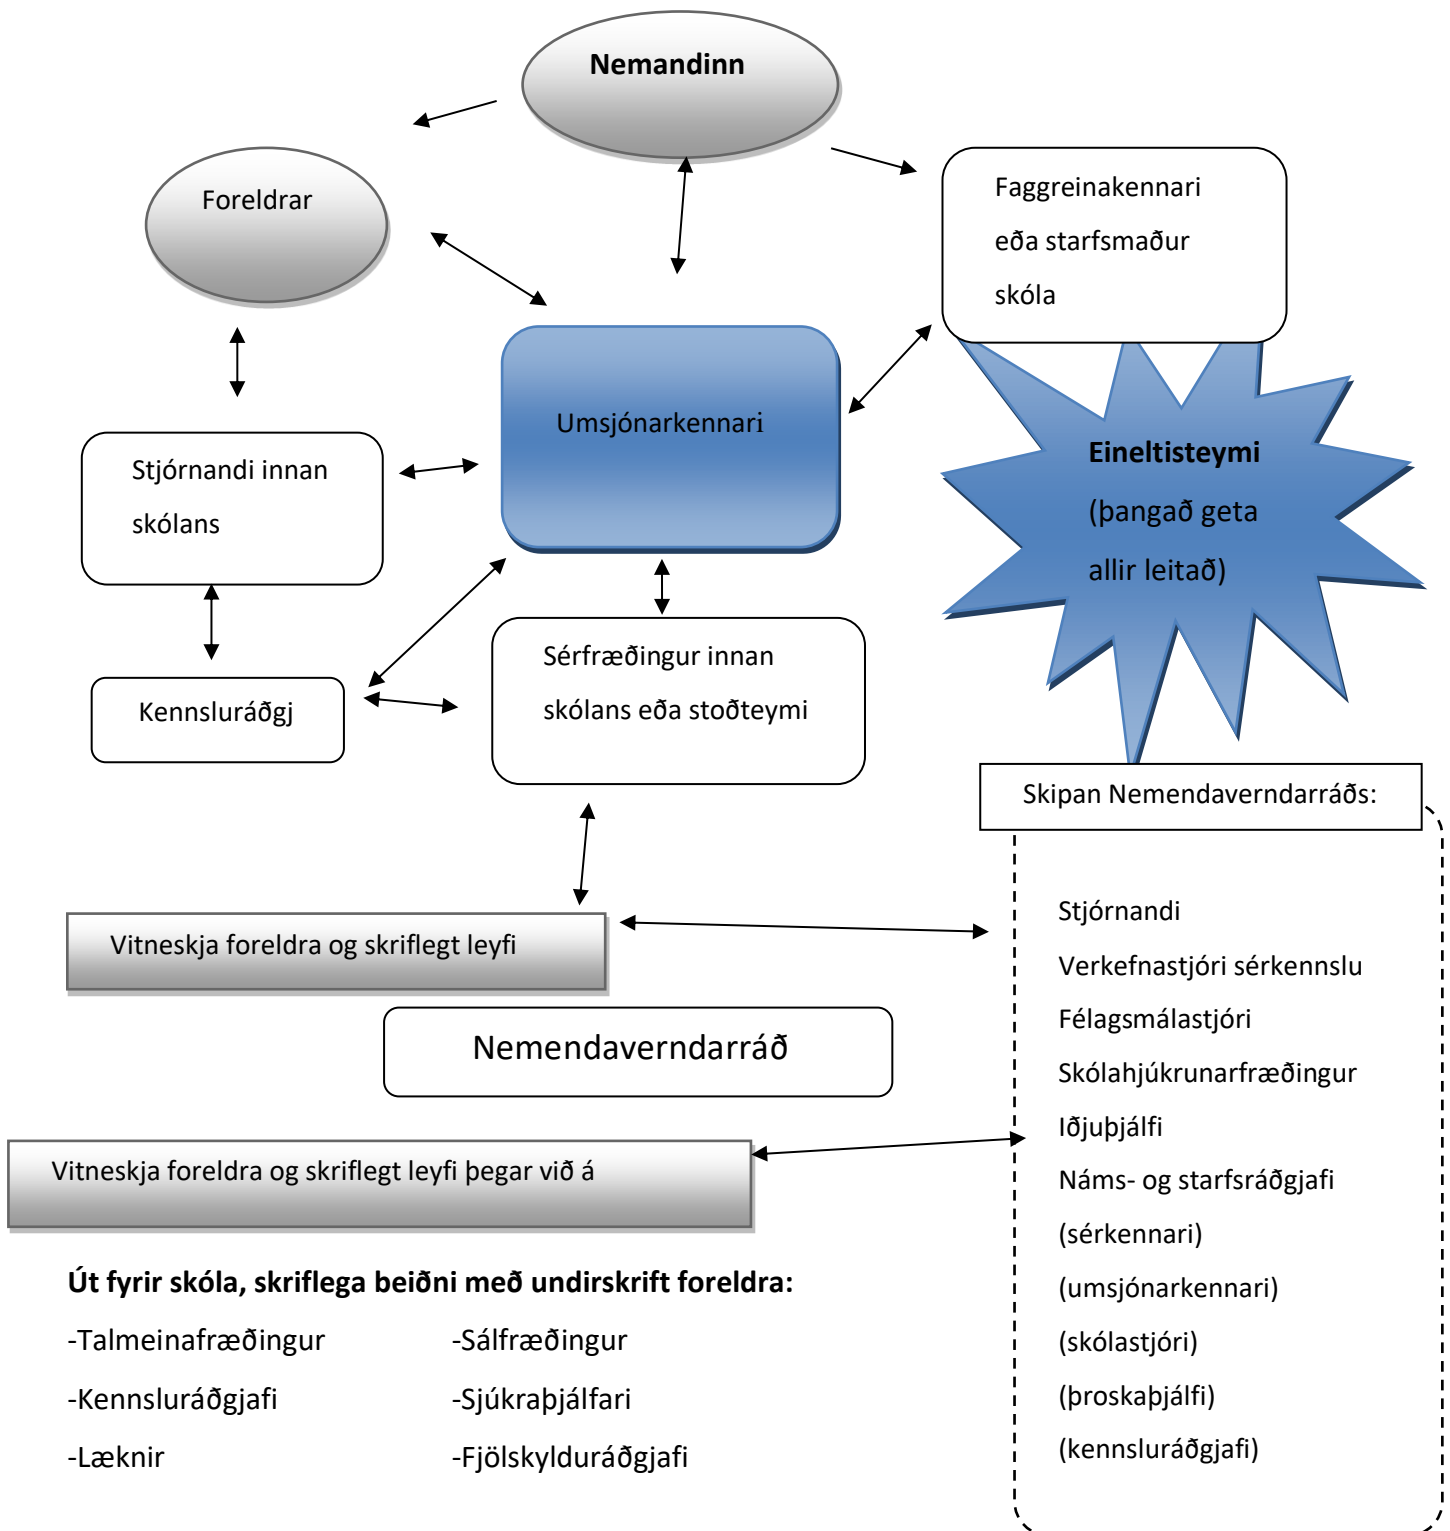 Nemandinn
Foreldrar
Faggreinakennari
eða starfsmaður
skóla
Umsjónarkennari
Eineltisteymi
(þangað geta
allir leitað)
Stjórnandi innan
skólans
Kennsluráðgj
Sérfræðingur innan
skólans eða stoðteymi
Skipan Nemendaverndarráðs:
Stjórnandi
Verkefnastjóri sérkennslu
Félagsmálastjóri
Skólahjúkrunarfræðingur
Iðjuþjálfi
Náms- og starfsráðgjafi
(sérkennari)
(umsjónarkennari)
(skólastjóri)
(þroskaþjálfi)
(kennsluráðgjafi)
Vitneskja foreldra og skriflegt leyfi
Nemendaverndarráð
Vitneskja foreldra og skriflegt leyfi þegar við á
Út fyrir skóla, skriflega beiðni með undirskrift foreldra:
-Talmeinafræðingur -Sálfræðingur
-Kennsluráðgjafi -Sjúkraþjálfari
-Læknir -Fjölskylduráðgjafi